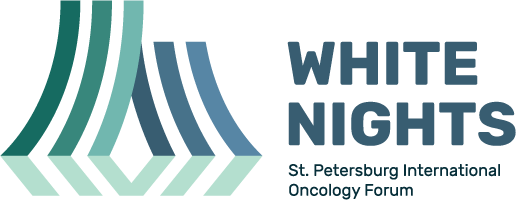 WHITE
NIGHTS
St. Petersburg International
Oncology Forum